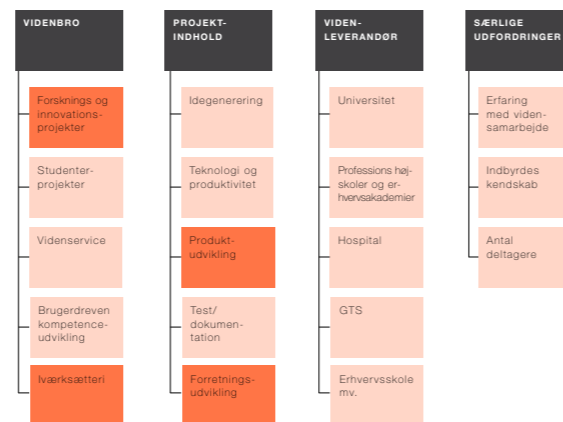 VIDENBRO
Forsknings og
innovations-
projekter
Studenter-
projekter
Videnservice
Brugerdreven
kompetence-
udvikling
Iværksætteri
PROJEKT-
INDHOLD
Idegenerering
Teknologi og
produktivitet
Produkt-
udvikling
Test/
dokumen-
tation
Forretnings-
udvikling
VIDEN-
LEVERANDØR
Universitet
Professions høj-
skoler og er-
hvervsakademier
Hospital
GTS
Erhvervsskole
mv.
SÆRLIGE
UDFORDRINGER
Erfaring
med viden-
samarbejde
Indbyrdes
kendskab
Antal
deltagere